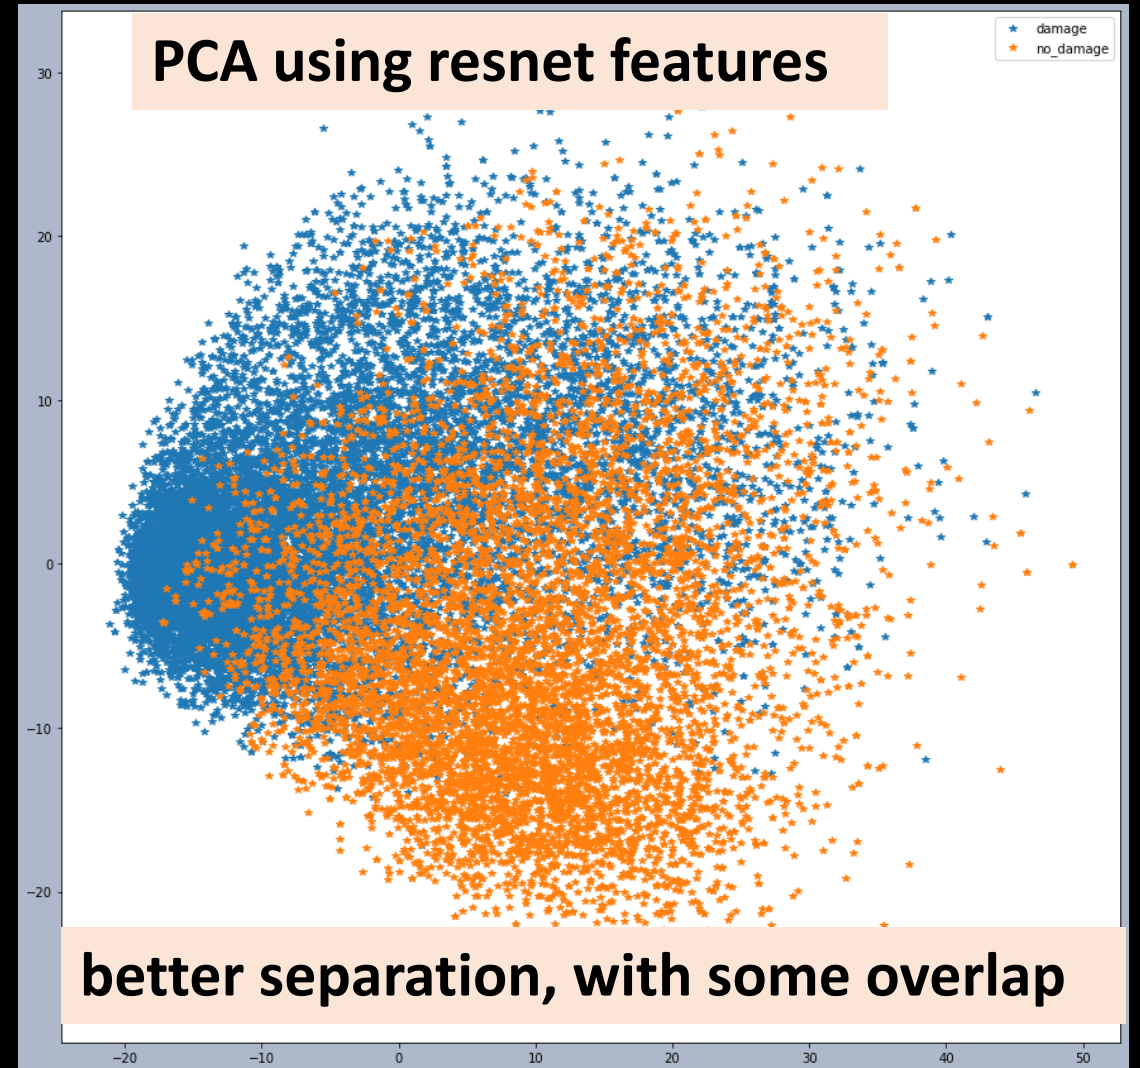 PCA using resnet features
damage
no_damage
30
20
10
0
−10
−20
better separation, with some overlap
−20 −10 0 10 20 30 40 50